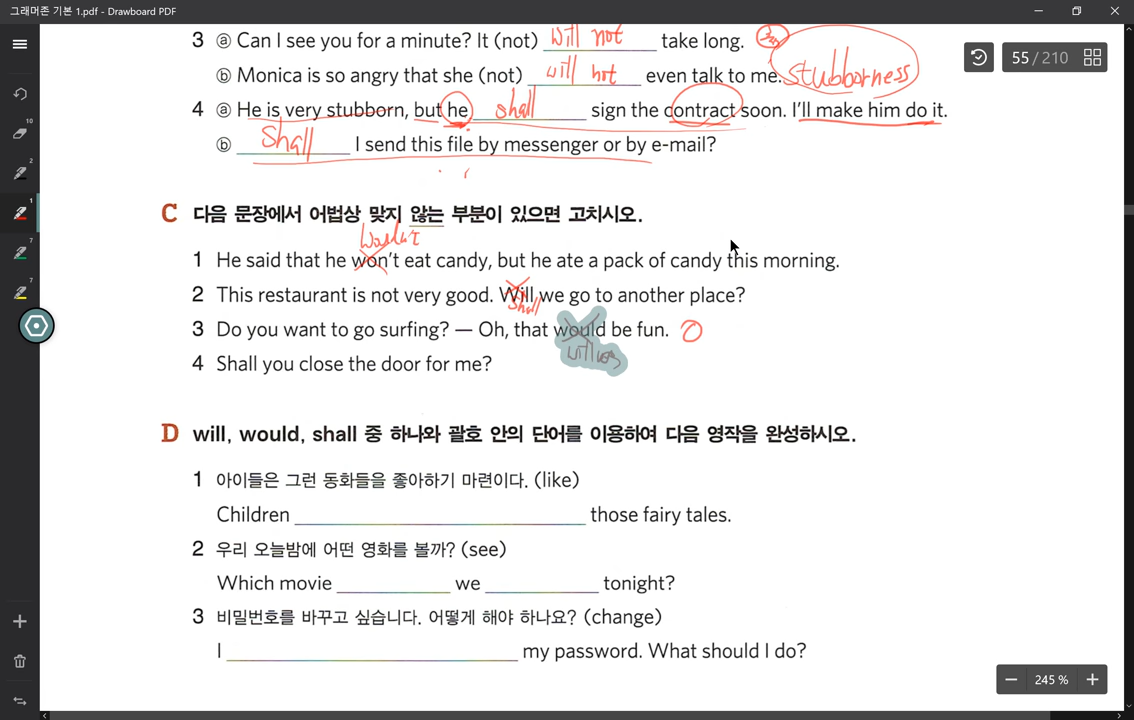 그래머존 기본 1.pdf - Drawboard PDF
55 / 210
3 ⓐ Can I see you for a minute? It (not) will not take long.
ⓑ Monica is so angry that she (not) will not even talk to me. stubborness
4 ⓐ He is very stubborn, but he shall sign the contract soon. I'll make him do it.
ⓑ Shall I send this file by messenger or by e-mail?
C 다음 문장에서 어법상 맞지 않는 부분이 있으면 고치시오.
1 He said that he won't eat candy, but he ate a pack of candy this morning.
2 This restaurant is not very good. Will we go to another place?
shall
3 Do you want to go surfing? — Oh, that would be fun. O
will
4 Shall you close the door for me?
D will, would, shall 중 하나와 괄호 안의 단어를 이용하여 다음 영작을 완성하시오.
1 아이들은 그런 동화들을 좋아하기 마련이다. (like)
Children those fairy tales.
2 우리 오늘밤에 어떤 영화를 볼까? (see)
Which movie we tonight?
3 비밀번호를 바꾸고 싶습니다. 어떻게 해야 하나요? (change)
I my password. What should I do?
245 %
10
2
1
7
7